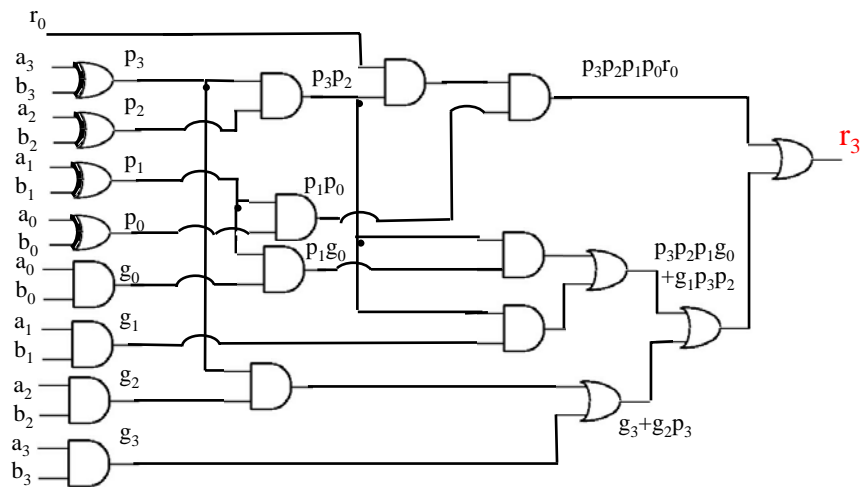 r₀
a₃
b₃
p₃
p₃p₂
p₃p₂p₁p₀r₀
a₂
b₂
p₂
a₁
b₁
p₁
r₃
p₁p₀
a₀
b₀
p₀
p₁g₀
p₃p₂p₁g₀
+g₁p₃p₂
a₀
b₀
g₀
a₁
b₁
g₁
a₂
b₂
g₂
g₃+g₂p₃
a₃
b₃
g₃